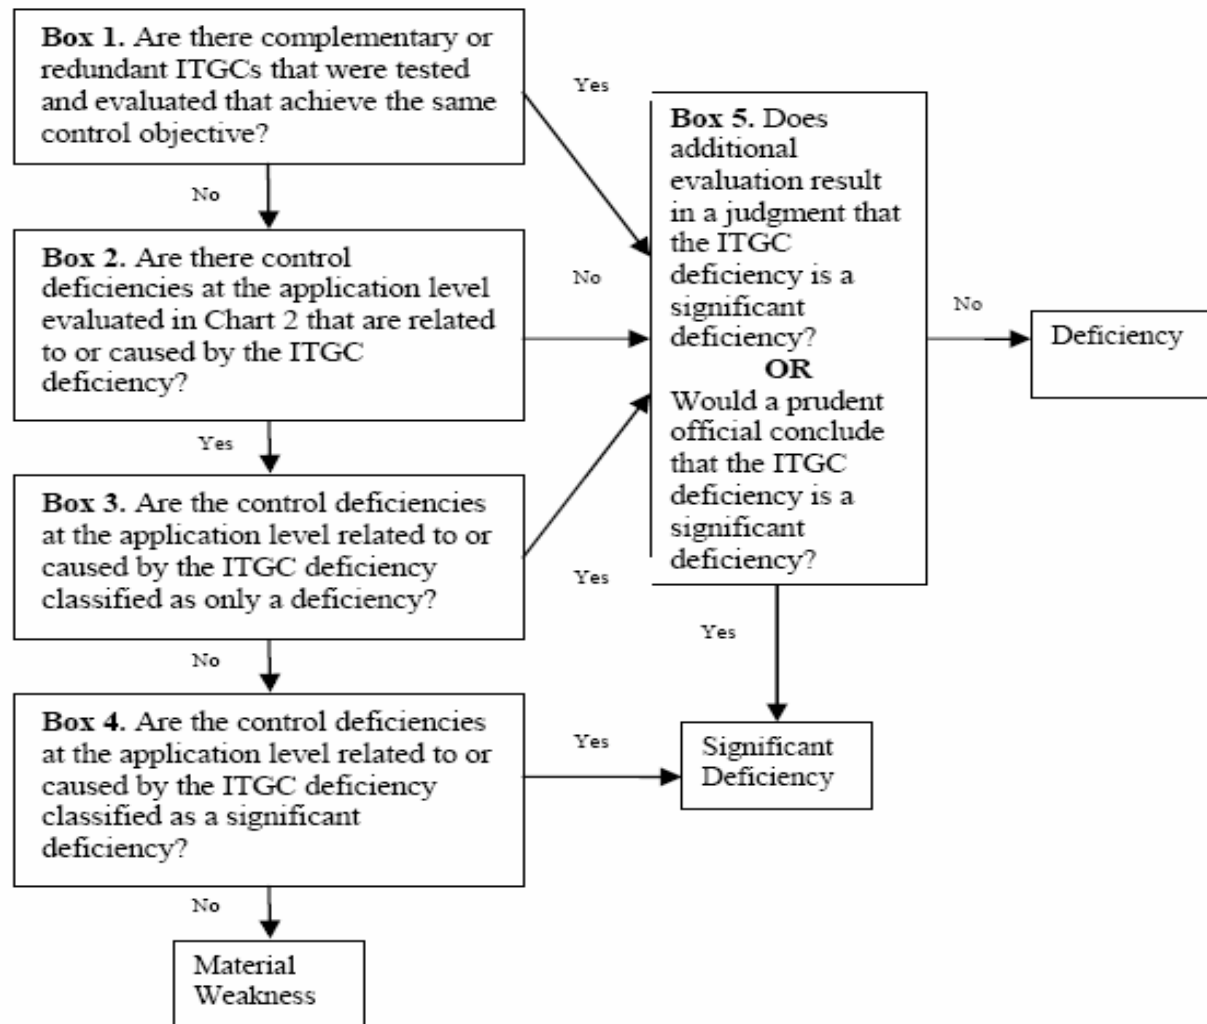 Box 1. Are there complementary or
redundant ITGCs that were tested
and evaluated that achieve the same
control objective?
Yes
No
Box 2. Are there control
deficiencies at the application level
evaluated in Chart 2 that are related
to or caused by the ITGC
deficiency?
No
Yes
Box 3. Are the control deficiencies
at the application level related to or
caused by the ITGC deficiency
classified as only a deficiency?
Yes
No
Box 4. Are the control deficiencies
at the application level related to or
caused by the ITGC deficiency
classified as a significant
deficiency?
Yes
No
Material
Weakness
Box 5. Does
additional
evaluation result
in a judgment that
the ITGC
deficiency is a
significant
deficiency?
OR
Would a prudent
official conclude
that the ITGC
deficiency is a
significant
deficiency?
No
Deficiency
Yes
Significant
Deficiency